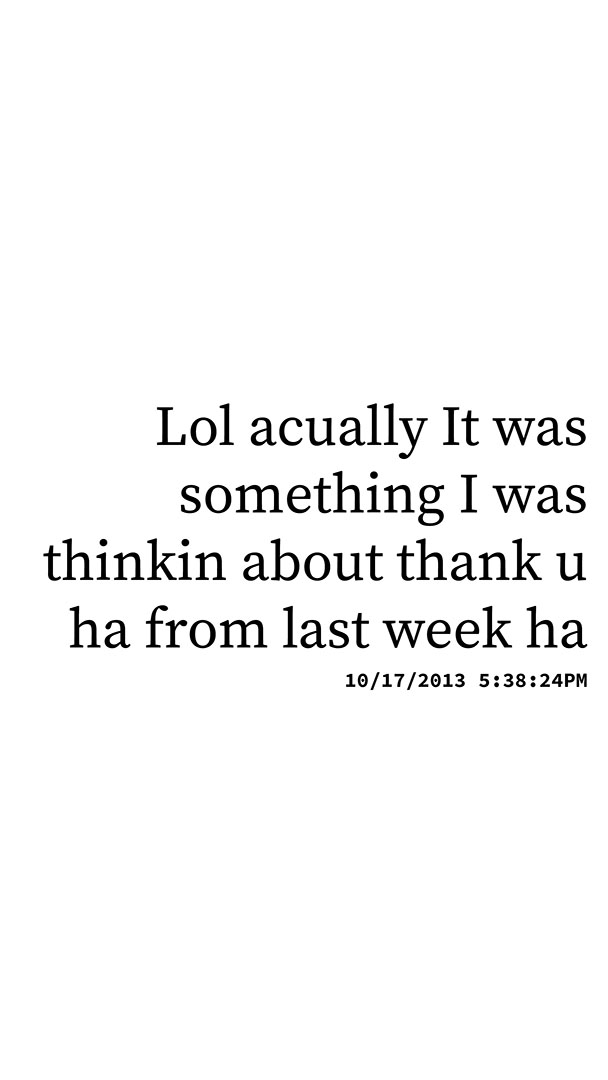 Lol acually It was
something I was
thinkin about thank u
ha from last week ha
10/17/2013 5:38:24PM